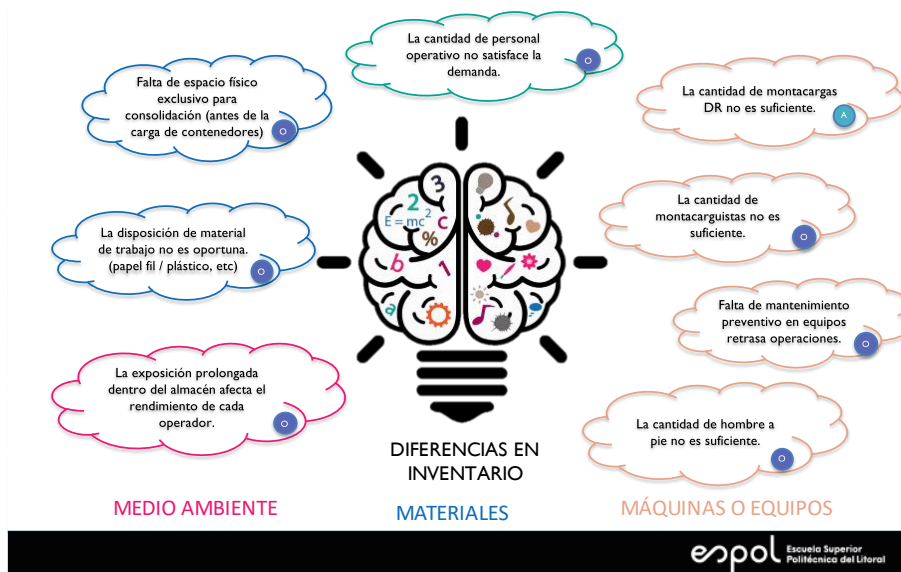 La cantidad de personal
operativo no satisface la
demanda.
O
Falta de espacio físico
exclusivo para
consolidación (antes de la
carga de contenedores)
O
La cantidad de montacargas
DR no es suficiente.
A
La disposición de material
de trabajo no es oportuna.
(papel fil / plástico, etc)
O
La cantidad de
montacarguistas no es
suficiente.
O
Falta de mantenimiento
preventivo en equipos
retrasa operaciones.
O
La exposición prolongada
dentro del almacén afecta el
rendimiento de cada
operador.
O
La cantidad de hombre a
pie no es suficiente.
O
3
2
E = mc²
C
%
b
1
a
DIFERENCIAS EN
INVENTARIO
MEDIO AMBIENTE
MATERIALES
MÁQUINAS O EQUIPOS
espol
Escuela Superior
Politécnica del Litoral